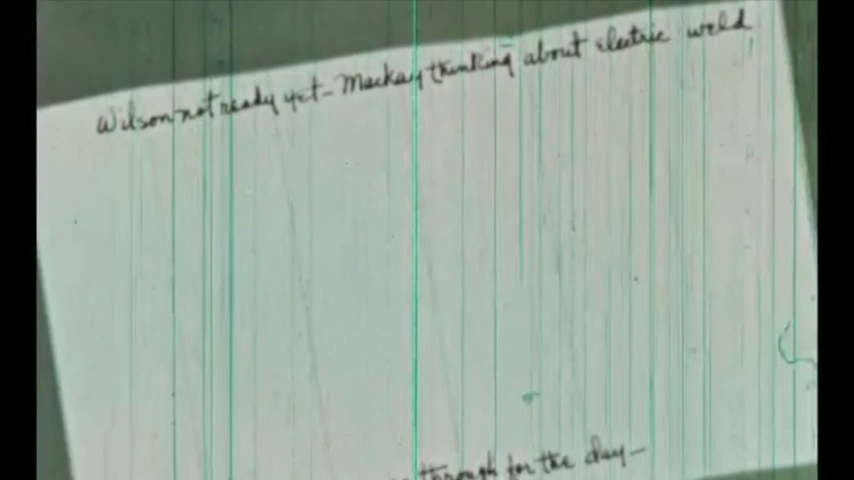 Wilson not ready yet - Mackay thinking about electric weld
through for the day -